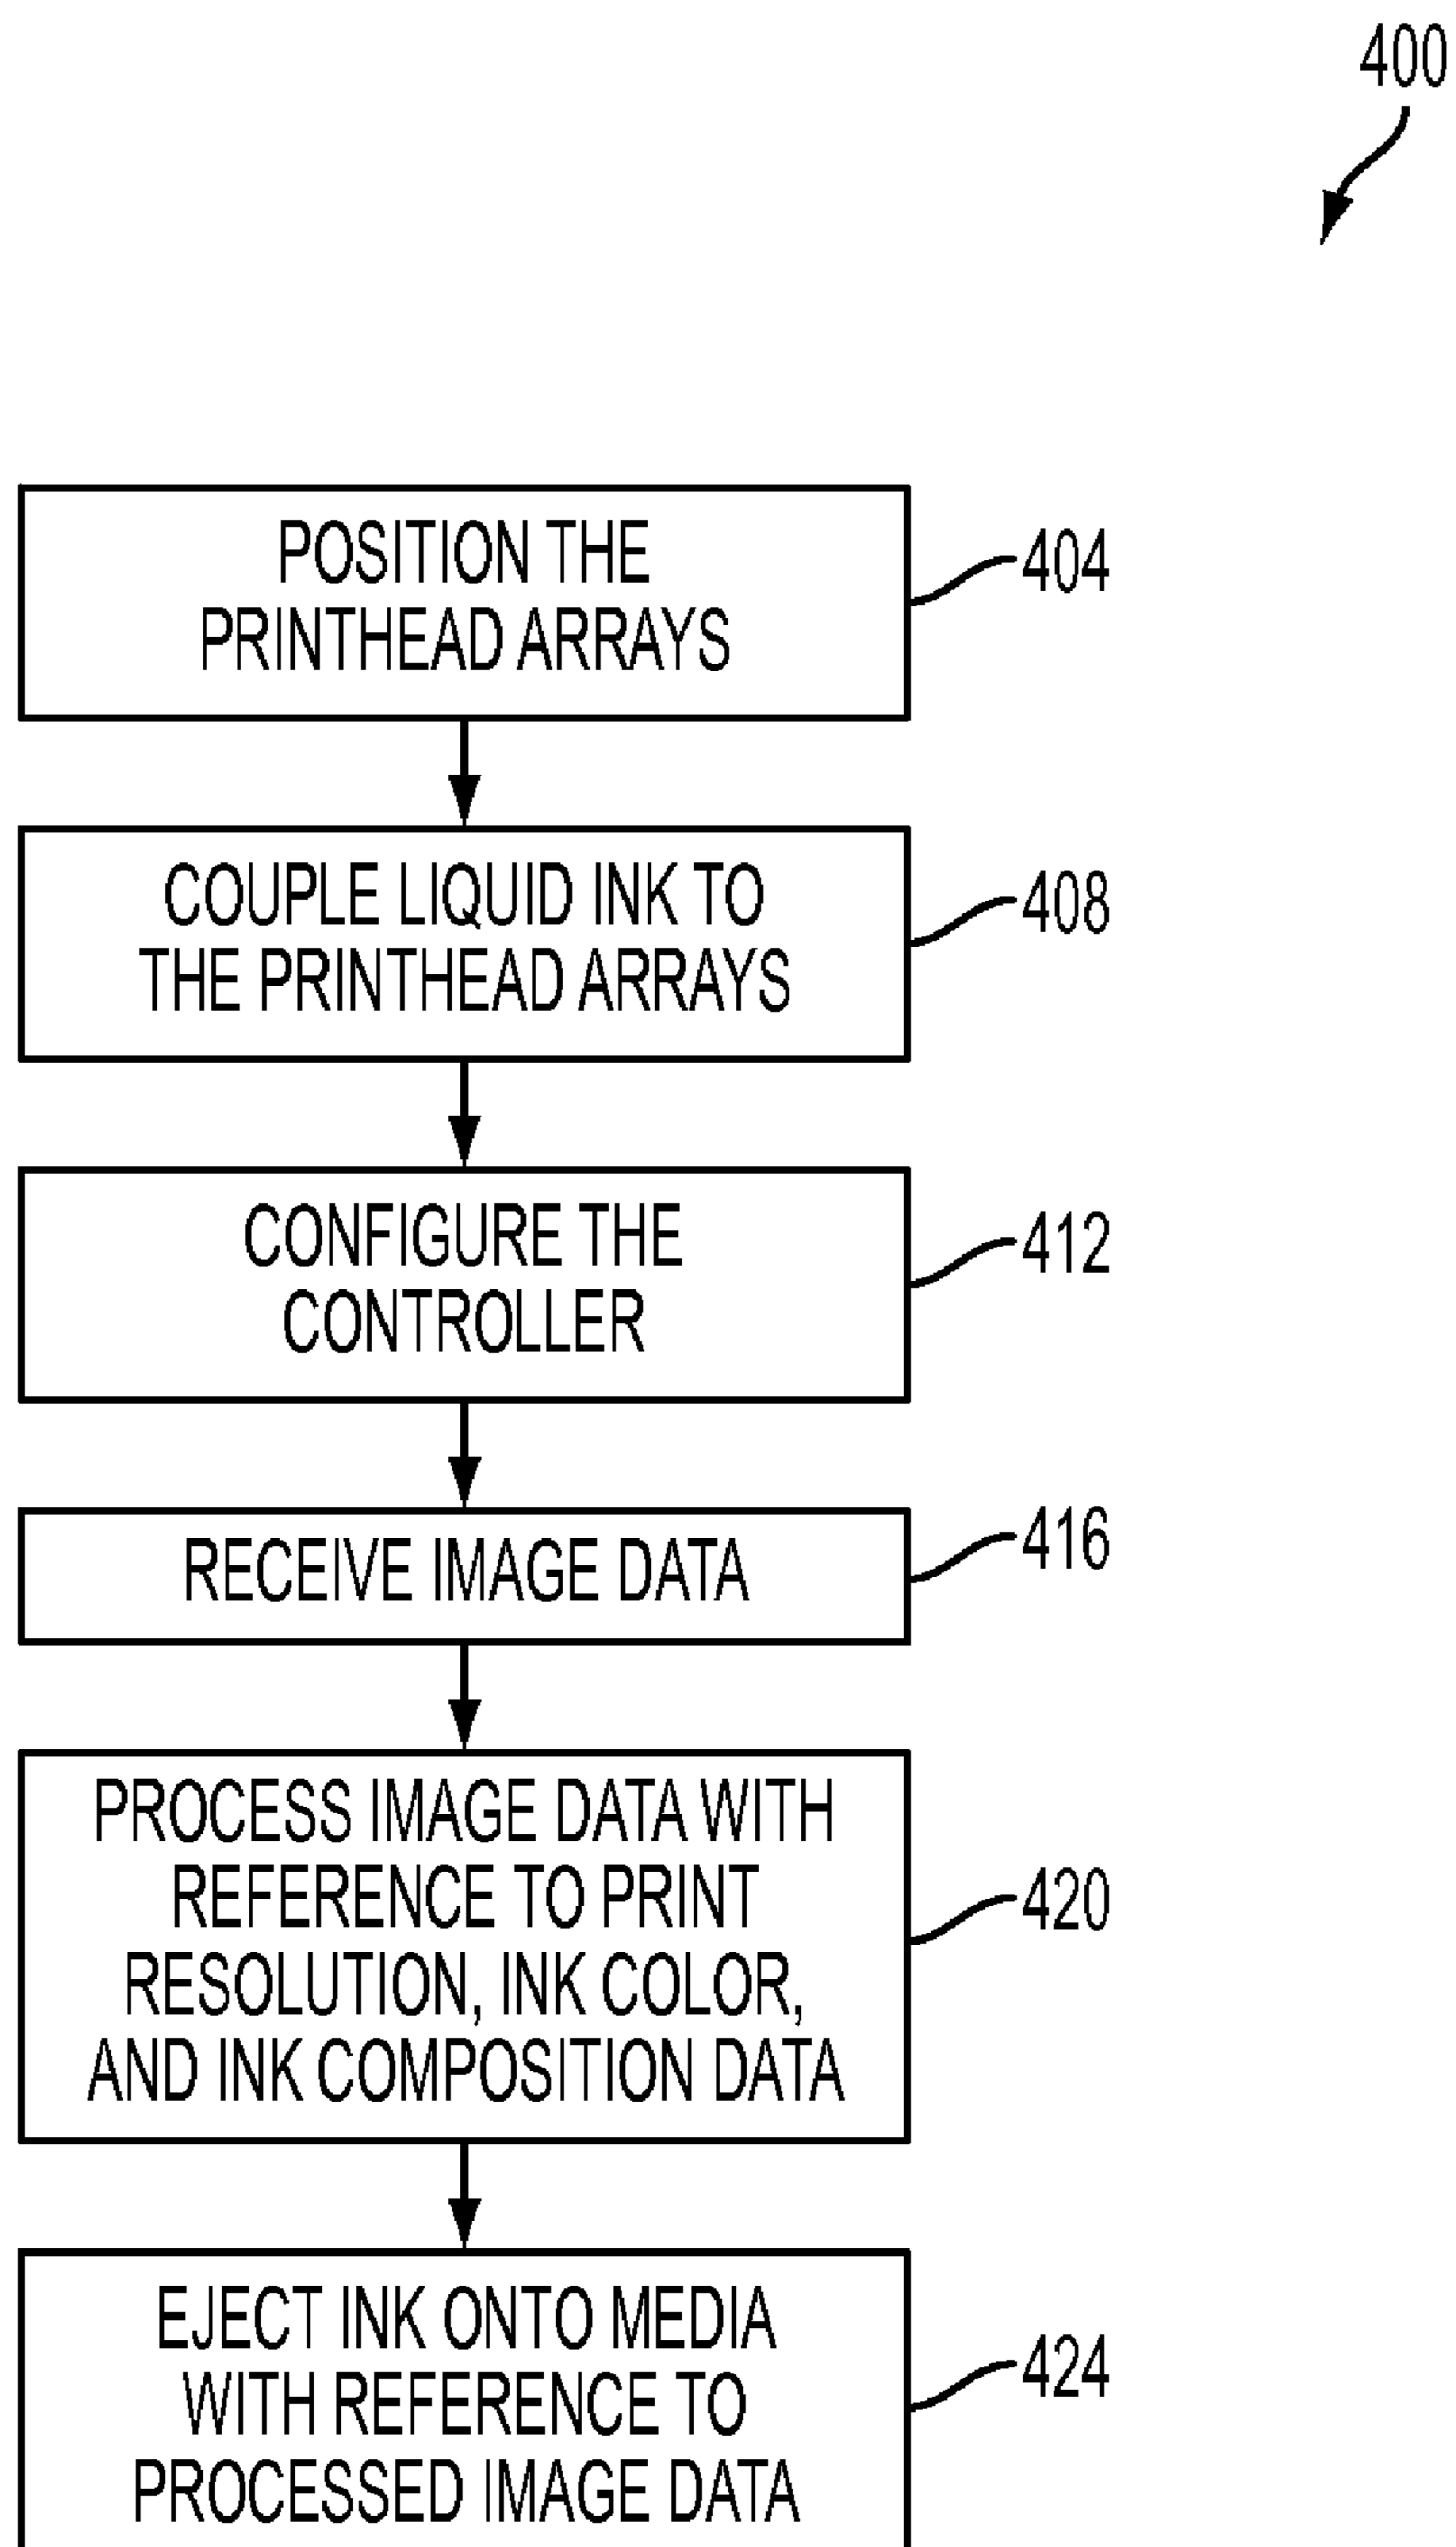 400
POSITION THE
PRINTHEAD ARRAYS
404
COUPLE LIQUID INK TO
THE PRINTHEAD ARRAYS
408
CONFIGURE THE
CONTROLLER
412
RECEIVE IMAGE DATA
416
PROCESS IMAGE DATA WITH
REFERENCE TO PRINT
RESOLUTION, INK COLOR,
AND INK COMPOSITION DATA
420
EJECT INK ONTO MEDIA
WITH REFERENCE TO
PROCESSED IMAGE DATA
424